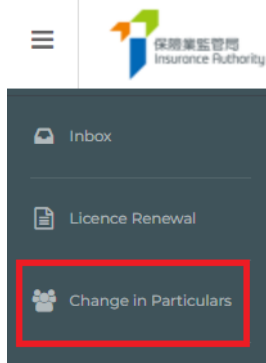 保險業監管局
Insurance Authority
Inbox
Licence Renewal
Change in Particulars